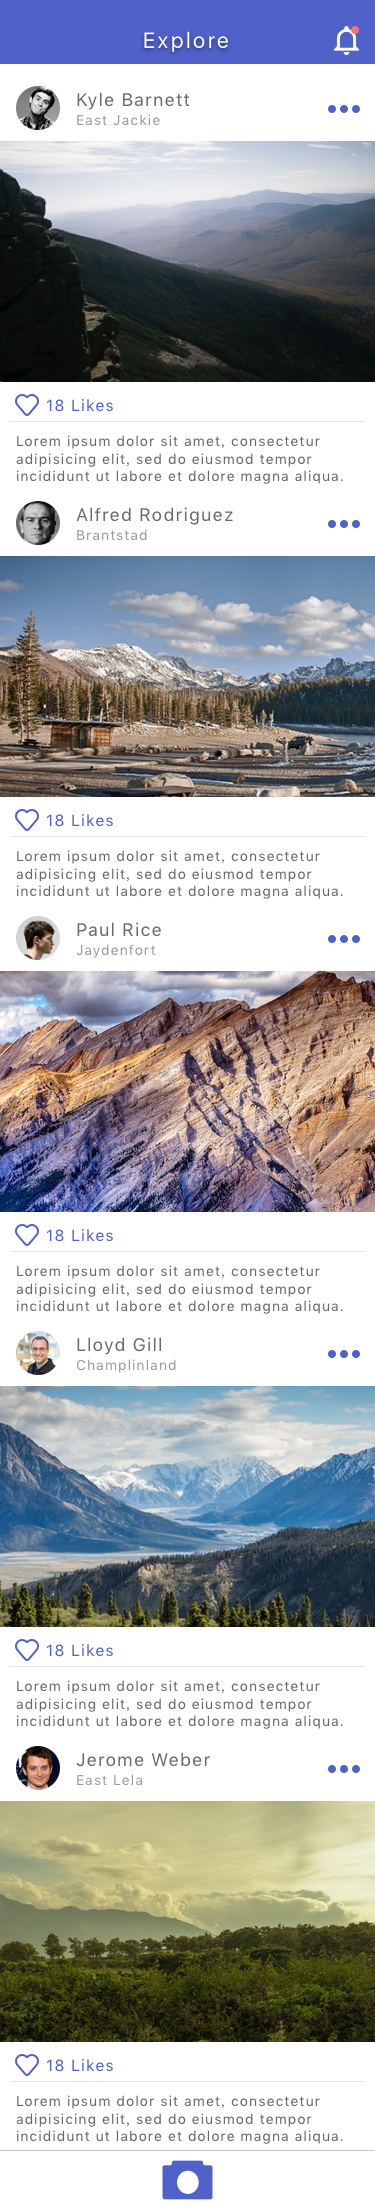 Explore
Kyle Barnett
East Jackie
18 Likes
Lorem ipsum dolor sit amet, consectetur
adipisicing elit, sed do eiusmod tempor
incididunt ut labore et dolore magna aliqua.
Alfred Rodriguez
Brantstad
18 Likes
Lorem ipsum dolor sit amet, consectetur
adipisicing elit, sed do eiusmod tempor
incididunt ut labore et dolore magna aliqua.
Paul Rice
Jaydenfort
18 Likes
Lorem ipsum dolor sit amet, consectetur
adipisicing elit, sed do eiusmod tempor
incididunt ut labore et dolore magna aliqua.
Lloyd Gill
Champlinland
18 Likes
Lorem ipsum dolor sit amet, consectetur
adipisicing elit, sed do eiusmod tempor
incididunt ut labore et dolore magna aliqua.
Jerome Weber
East Lela
18 Likes
Lorem ipsum dolor sit amet, consectetur
adipisicing elit, sed do eiusmod tempor
incididunt ut labore et dolore magna aliqua.